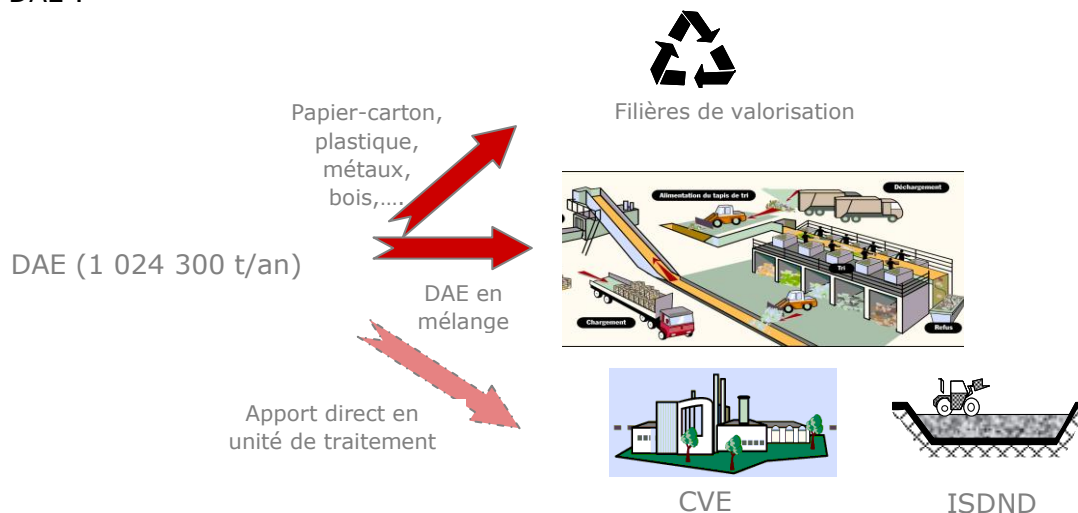 Papier-carton,
plastique,
métaux,
bois,....
Filières de valorisation
DAE (1 024 300 t/an)
DAE en
mélange
Alimentation du tapis de tri
Déchargement
Tri
Chargement
Refus
Apport direct en
unité de traitement
CVE
ISDND